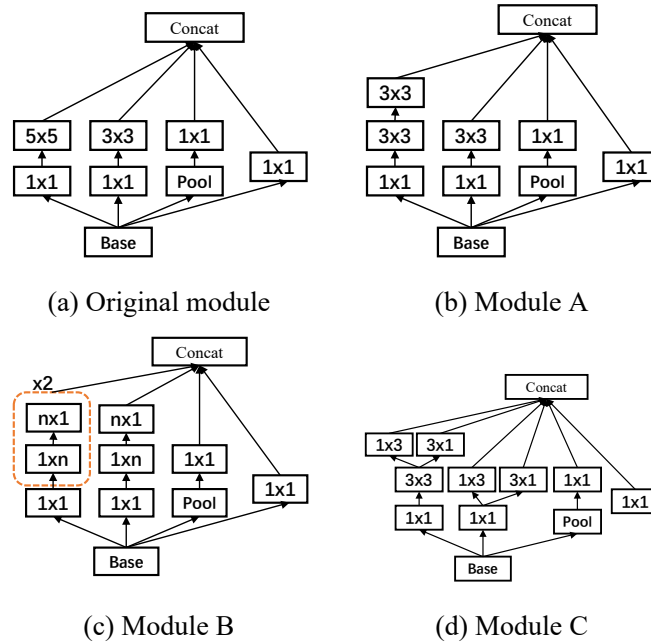 Concat
5x5 3x3 1x1
1x1 1x1 Pool 1x1
Base
(a) Original module
Concat
3x3
3x3 3x3 1x1
1x1 1x1 Pool 1x1
Base
(b) Module A
Concat
x2
nx1 nx1
1xn 1xn 1x1
1x1 1x1 Pool 1x1
Base
(c) Module B
Concat
1x3 3x1
3x3 1x3 3x1 1x1
1x1 1x1 Pool 1x1
Base
(d) Module C